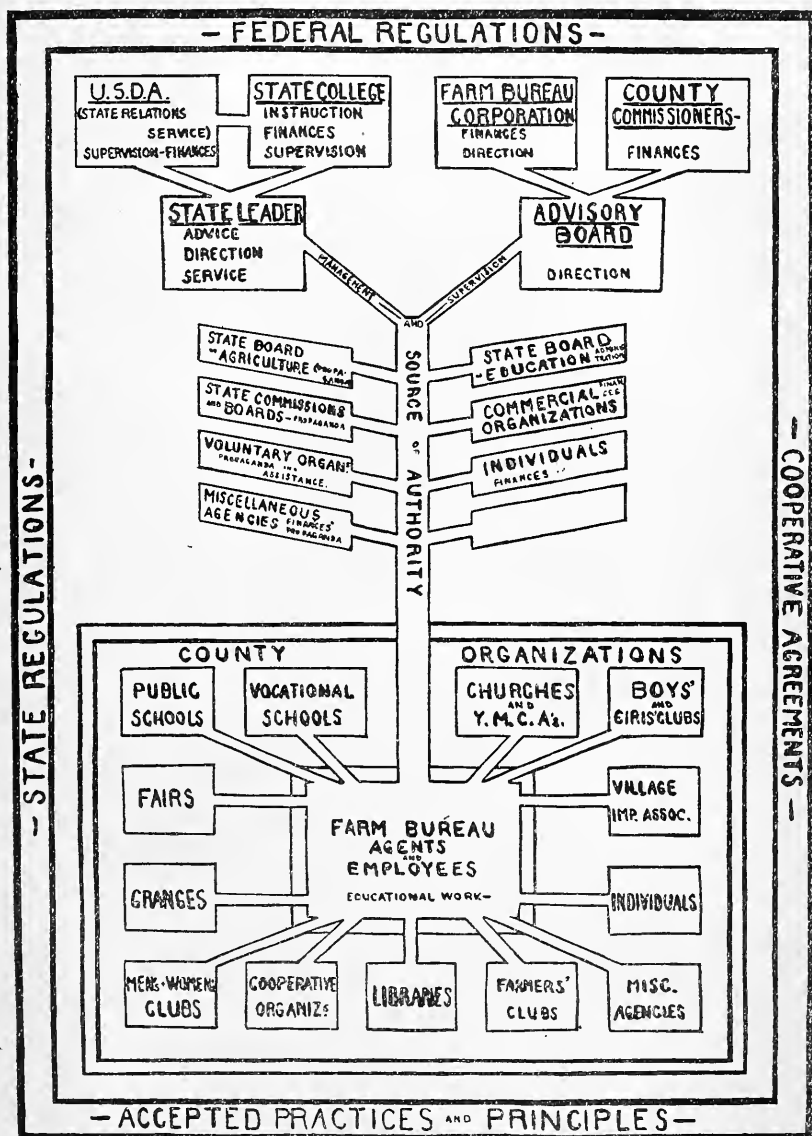 — FEDERAL REGULATIONS —
U.S.D.A.
(STATE RELATIONS
SERVICE)
SUPERVISION-FINANCES
STATE COLLEGE
INSTRUCTION
FINANCES
SUPERVISION
FARM BUREAU
CORPORATION
FINANCES
DIRECTION
COUNTY
COMMISSIONERS-
FINANCES
STATE LEADER
ADVICE
DIRECTION
SERVICE
ADVISORY
BOARD
DIRECTION
MANAGEMENT
AND
SUPERVISION
SOURCE OF AUTHORITY
STATE BOARD
-AGRICULTURE
STATE BOARD
-EDUCATION
STATE COMMISSIONS
AND BOARDS-PROPAGANDA
COMMERCIAL
ORGANIZATIONS
VOLUNTARY ORGANS
PROPAGANDA
ASSISTANCE.
INDIVIDUALS
FINANCES
MISCELLANEOUS
AGENCIES FINANCES
PROPAGANDA
— STATE REGULATIONS —
— COOPERATIVE AGREEMENTS —
COUNTY ORGANIZATIONS
PUBLIC
SCHOOLS
VOCATIONAL
SCHOOLS
CHURCHES
AND
Y. M. C. A's.
BOYS'
AND
GIRLS' CLUBS
FAIRS
VILLAGE
IMP. ASSOC.
FARM BUREAU
AGENTS
AND
EMPLOYEES
EDUCATIONAL WORK-
GRANGES
INDIVIDUALS
MENS + WOMENS
CLUBS
COOPERATIVE
ORGANIZS
LIBRARIES
FARMERS'
CLUBS
MISC.
AGENCIES
— ACCEPTED PRACTICES AND PRINCIPLES —